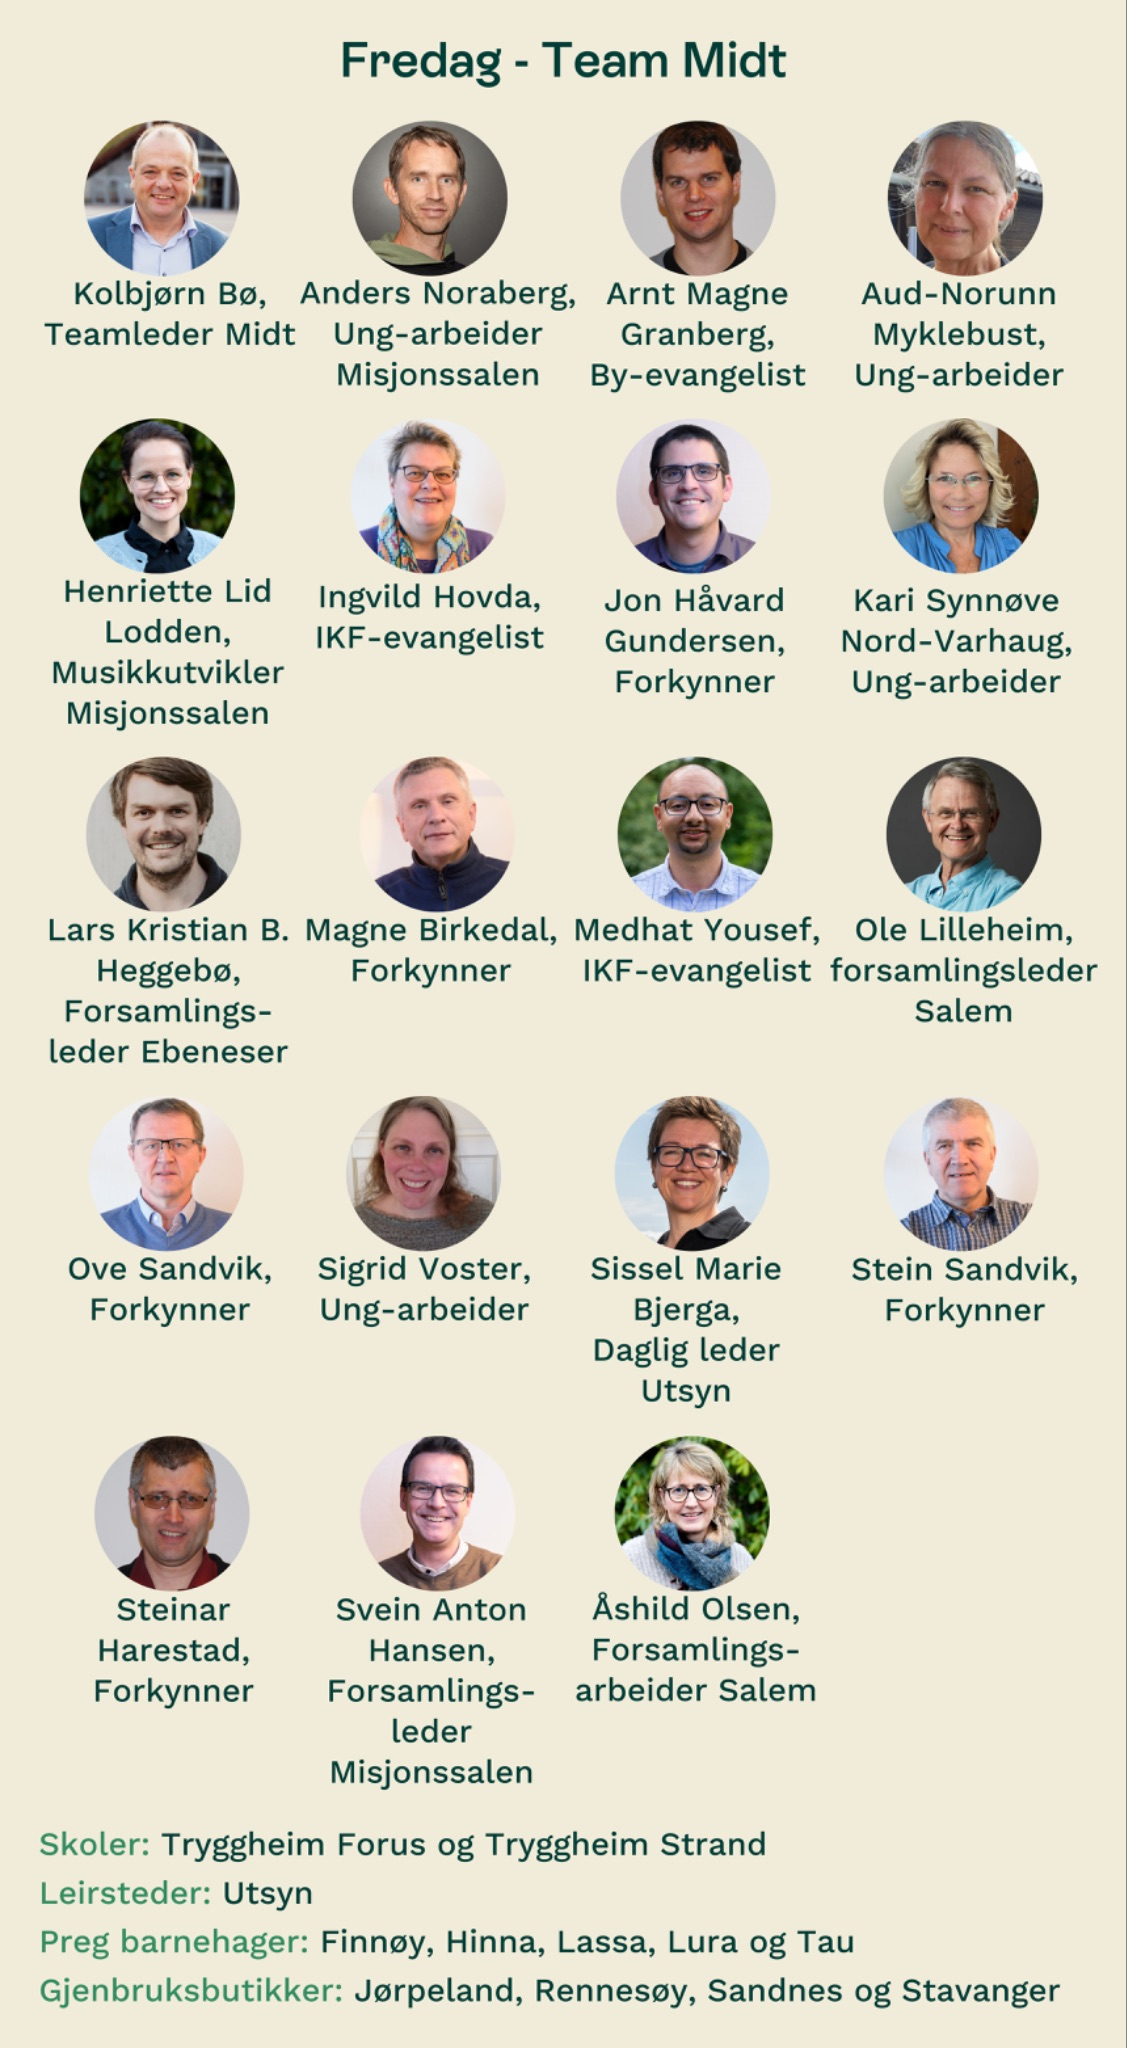 Fredag - Team Midt
Kolbjørn Bø,
Teamleder Midt
Anders Noraberg,
Ung-arbeider
Misjonssalen
Arnt Magne
Granberg,
By-evangelist
Aud-Norunn
Myklebust,
Ung-arbeider
Henriette Lid
Lodden,
Musikkutvikler
Misjonssalen
Ingvild Hovda,
IKF-evangelist
Jon Håvard
Gundersen,
Forkynner
Kari Synnøve
Nord-Varhaug,
Ung-arbeider
Lars Kristian B.
Heggebø,
Forsamlings-
leder Ebeneser
Magne Birkedal,
Forkynner
Medhat Yousef,
IKF-evangelist
Ole Lilleheim,
forsamlingsleder
Salem
Ove Sandvik,
Forkynner
Sigrid Voster,
Ung-arbeider
Sissel Marie
Bjerga,
Daglig leder
Utsyn
Stein Sandvik,
Forkynner
Steinar
Harestad,
Forkynner
Svein Anton
Hansen,
Forsamlings-
leder
Misjonssalen
Åshild Olsen,
Forsamlings-
arbeider Salem
Skoler: Tryggheim Forus og Tryggheim Strand
Leirsteder: Utsyn
Preg barnehager: Finnøy, Hinna, Lassa, Lura og Tau
Gjenbruksbutikker: Jørpeland, Rennesøy, Sandnes og Stavanger